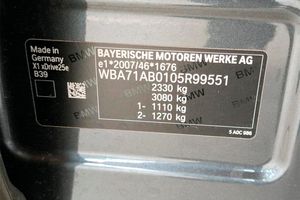 Made in
Germany
X1 xDrive25e
B39
BAYERISCHE MOTOREN WERKE AG
e1*2007/46*1676
WBA71AB0105R99551
2330 kg
3080 kg
1- 1110 kg
2- 1270 kg
5 A0C 986